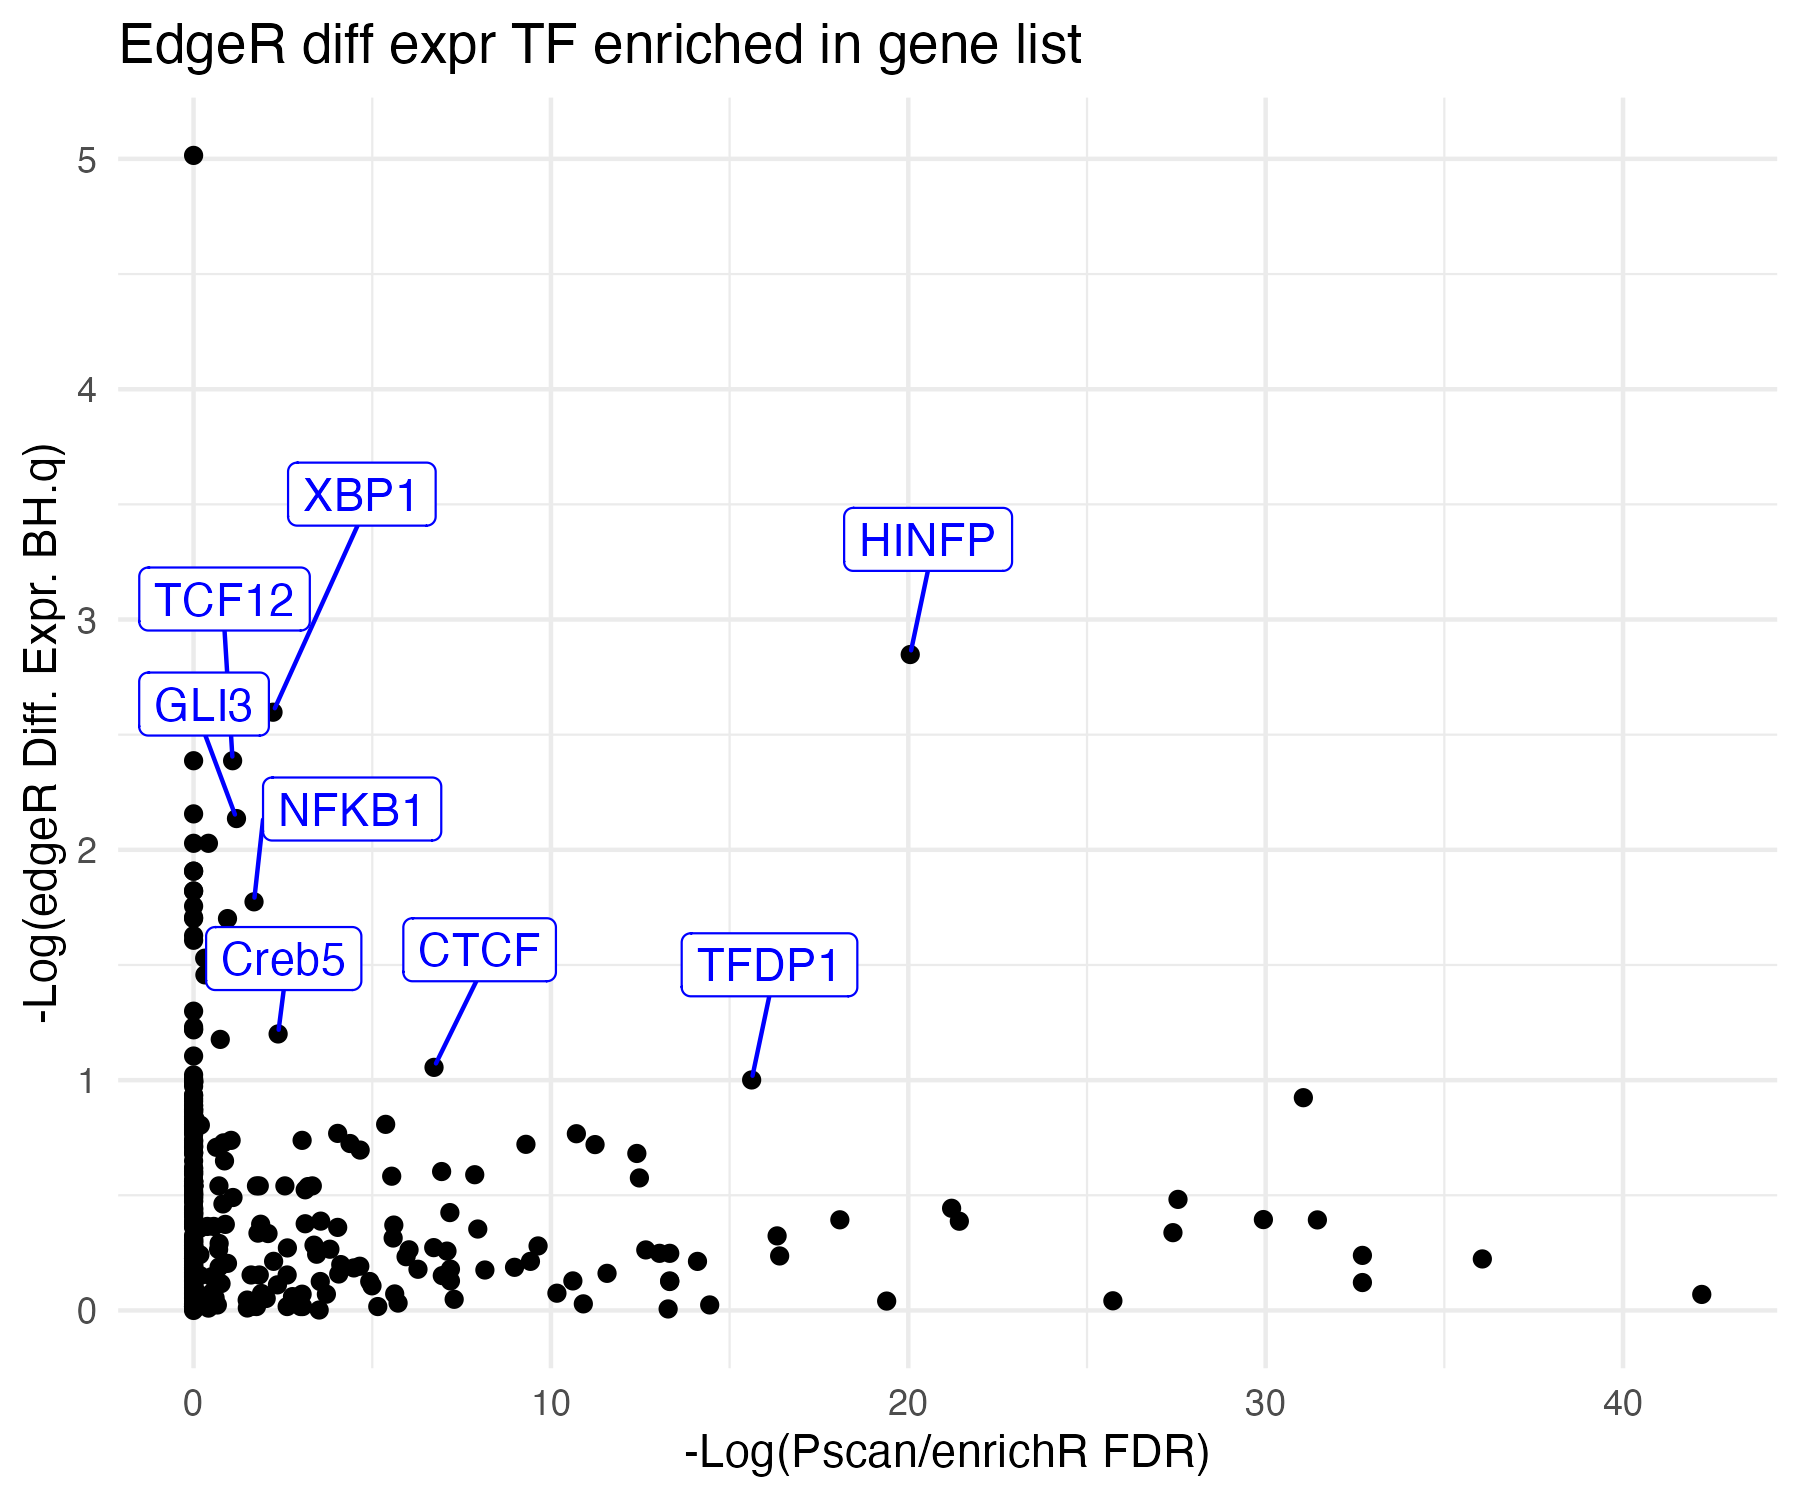 EdgeR diff expr TF enriched in gene list
-Log(edgeR Diff. Expr. BH.q)
5
4
3
2
1
0
XBP1
HINFP
TCF12
GLI3
NFKB1
Creb5
CTCF
TFDP1
0 10 20 30 40
-Log(Pscan/enrichR FDR)